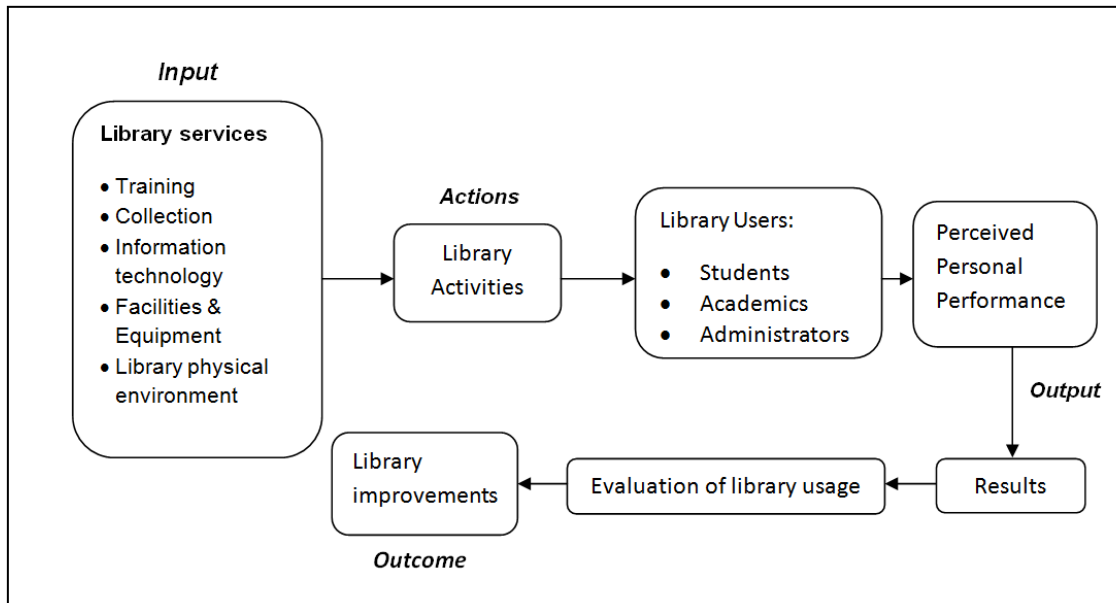 Input
Library services
• Training
• Collection
• Information
technology
• Facilities &
Equipment
• Library physical
environment
Actions
Library
Activities
Library Users:
• Students
• Academics
• Administrators
Perceived
Personal
Performance
Output
Results
Evaluation of library usage
Library
improvements
Outcome